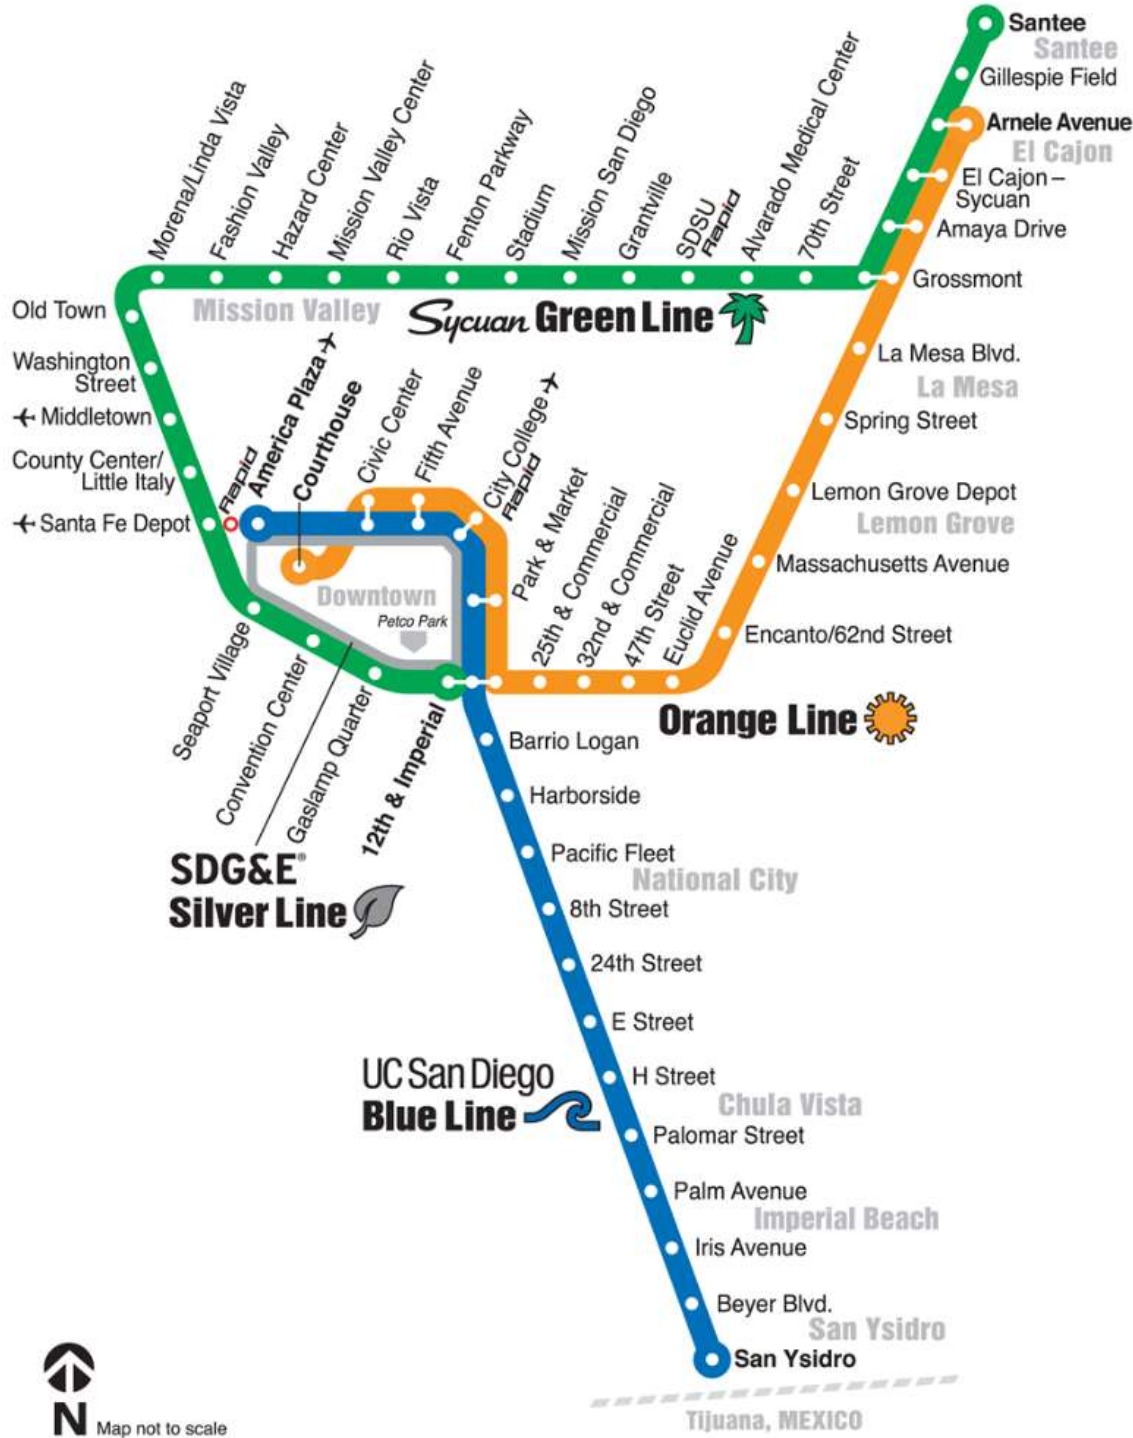 Santee
Santee
Gillespie Field
Arnele Avenue
El Cajon
El Cajon–
Sycuan
Amaya Drive
Grossmont
Morena/Linda Vista
Fashion Valley
Hazard Center
Mission Valley Center
Rio Vista
Fenton Parkway
Stadium
Mission San Diego
Grantville
SDSU
Rapid
Alvarado Medical Center
70th Street
Mission Valley
Sycuan Green Line
Old Town
Washington
Street
Middletown
County Center/
Little Italy
Santa Fe Depot
Rapid
America Plaza
Courthouse
Civic Center
Fifth Avenue
City College
Rapid
Park & Market
25th & Commercial
32nd & Commercial
47th Street
Euclid Avenue
La Mesa Blvd.
La Mesa
Spring Street
Lemon Grove Depot
Lemon Grove
Massachusetts Avenue
Encanto/62nd Street
Orange Line
Downtown
Petco Park
Seaport Village
Convention Center
Gaslamp Quarter
12th & Imperial
SDG&E®
Silver Line
Barrio Logan
Harborside
Pacific Fleet
National City
8th Street
24th Street
E Street
H Street
UC San Diego
Blue Line
Chula Vista
Palomar Street
Palm Avenue
Imperial Beach
Iris Avenue
Beyer Blvd.
San Ysidro
San Ysidro
Tijuana, MEXICO
N Map not to scale